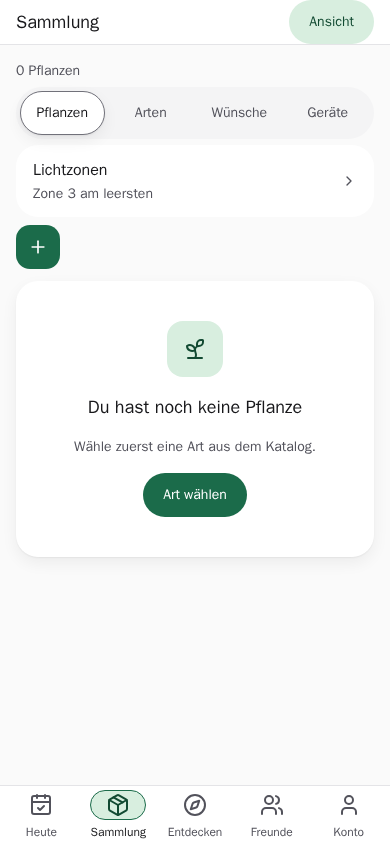 Sammlung
Ansicht
0 Pflanzen
Pflanzen
Arten
Wünsche
Geräte
Lichtzonen
Zone 3 am leersten
Du hast noch keine Pflanze
Wähle zuerst eine Art aus dem Katalog.
Art wählen
Heute
Sammlung
Entdecken
Freunde
Konto